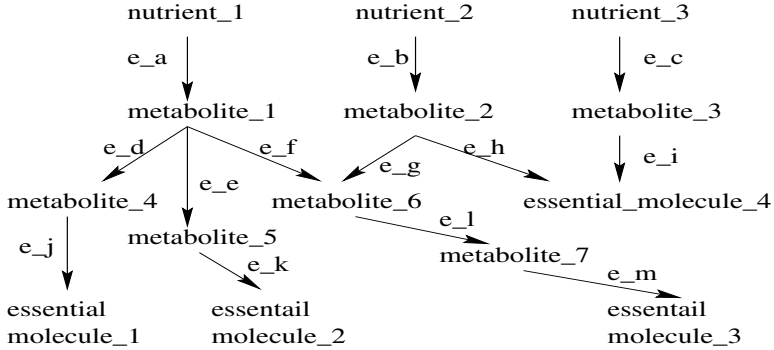 nutrient_1 nutrient_2 nutrient_3
e_a e_b e_c
metabolite_1 metabolite_2 metabolite_3
e_d e_f e_g e_h e_i
e_e
metabolite_4 metabolite_6 essential_molecule_4
e_l
metabolite_5
e_j metabolite_7
e_k e_m
essential essentail essentail
molecule_1 molecule_2 molecule_3